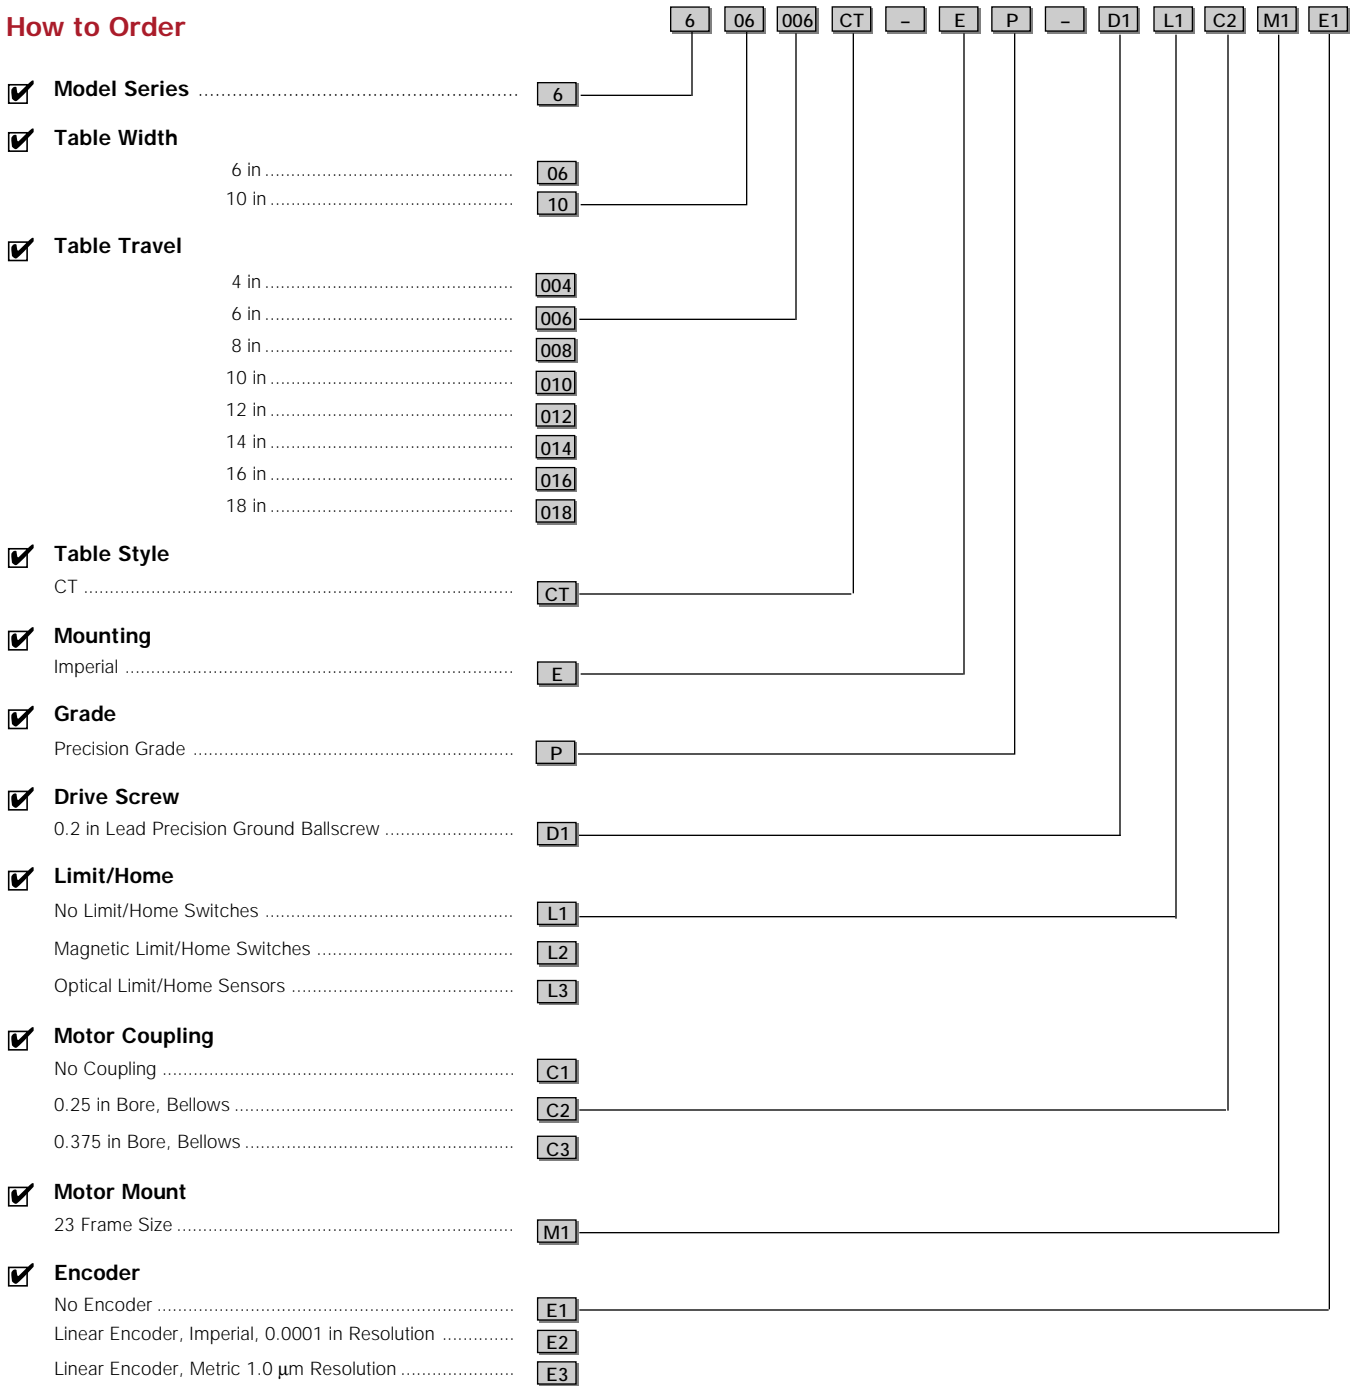 How to Order
6 06 006 CT – E P – D1 L1 C2 M1 E1
Model Series ........ 6
Table Width
6 in ........ 06
10 in ........ 10
Table Travel
4 in ........ 004
6 in ........ 006
8 in ........ 008
10 in ........ 010
12 in ........ 012
14 in ........ 014
16 in ........ 016
18 in ........ 018
Table Style
CT ........ CT
Mounting
Imperial ........ E
Grade
Precision Grade ........ P
Drive Screw
0.2 in Lead Precision Ground Ballscrew ........ D1
Limit/Home
No Limit/Home Switches ........ L1
Magnetic Limit/Home Switches ........ L2
Optical Limit/Home Sensors ........ L3
Motor Coupling
No Coupling ........ C1
0.25 in Bore, Bellows ........ C2
0.375 in Bore, Bellows ........ C3
Motor Mount
23 Frame Size ........ M1
Encoder
No Encoder ........ E1
Linear Encoder, Imperial, 0.0001 in Resolution ........ E2
Linear Encoder, Metric 1.0 µm Resolution ........ E3